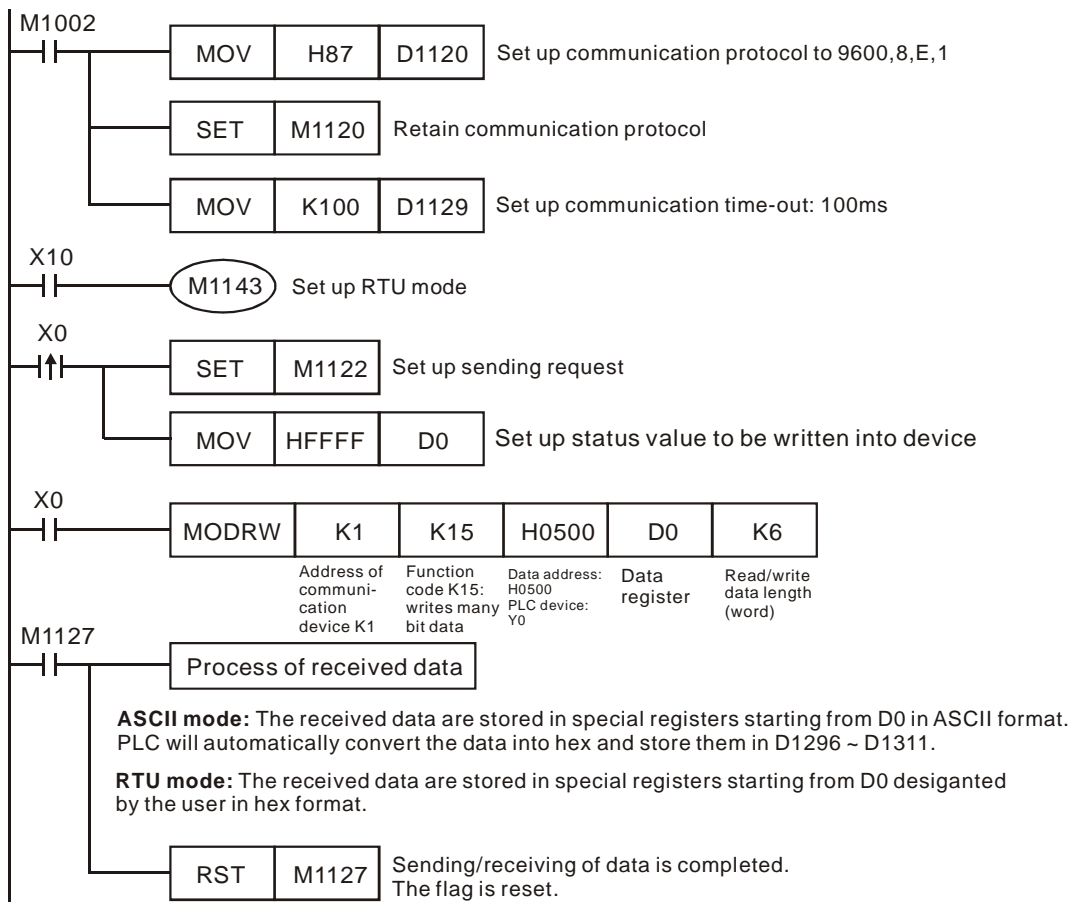 M1002
MOV H87 D1120 Set up communication protocol to 9600,8,E,1
SET M1120 Retain communication protocol
MOV K100 D1129 Set up communication time-out: 100ms
X10
M1143 Set up RTU mode
X0
SET M1122 Set up sending request
MOV HFFFF D0 Set up status value to be written into device
X0
MODRW K1 K15 H0500 D0 K6
Address of
communi-
cation
device K1
Function
code K15:
writes many
bit data
Data address:
H0500
PLC device:
Y0
Data
register
Read/write
data length
(word)
M1127
Process of received data
ASCII mode: The received data are stored in special registers starting from D0 in ASCII format.
PLC will automatically convert the data into hex and store them in D1296 ~ D1311.
RTU mode: The received data are stored in special registers starting from D0 desiganted
by the user in hex format.
RST M1127
Sending/receiving of data is completed.
The flag is reset.